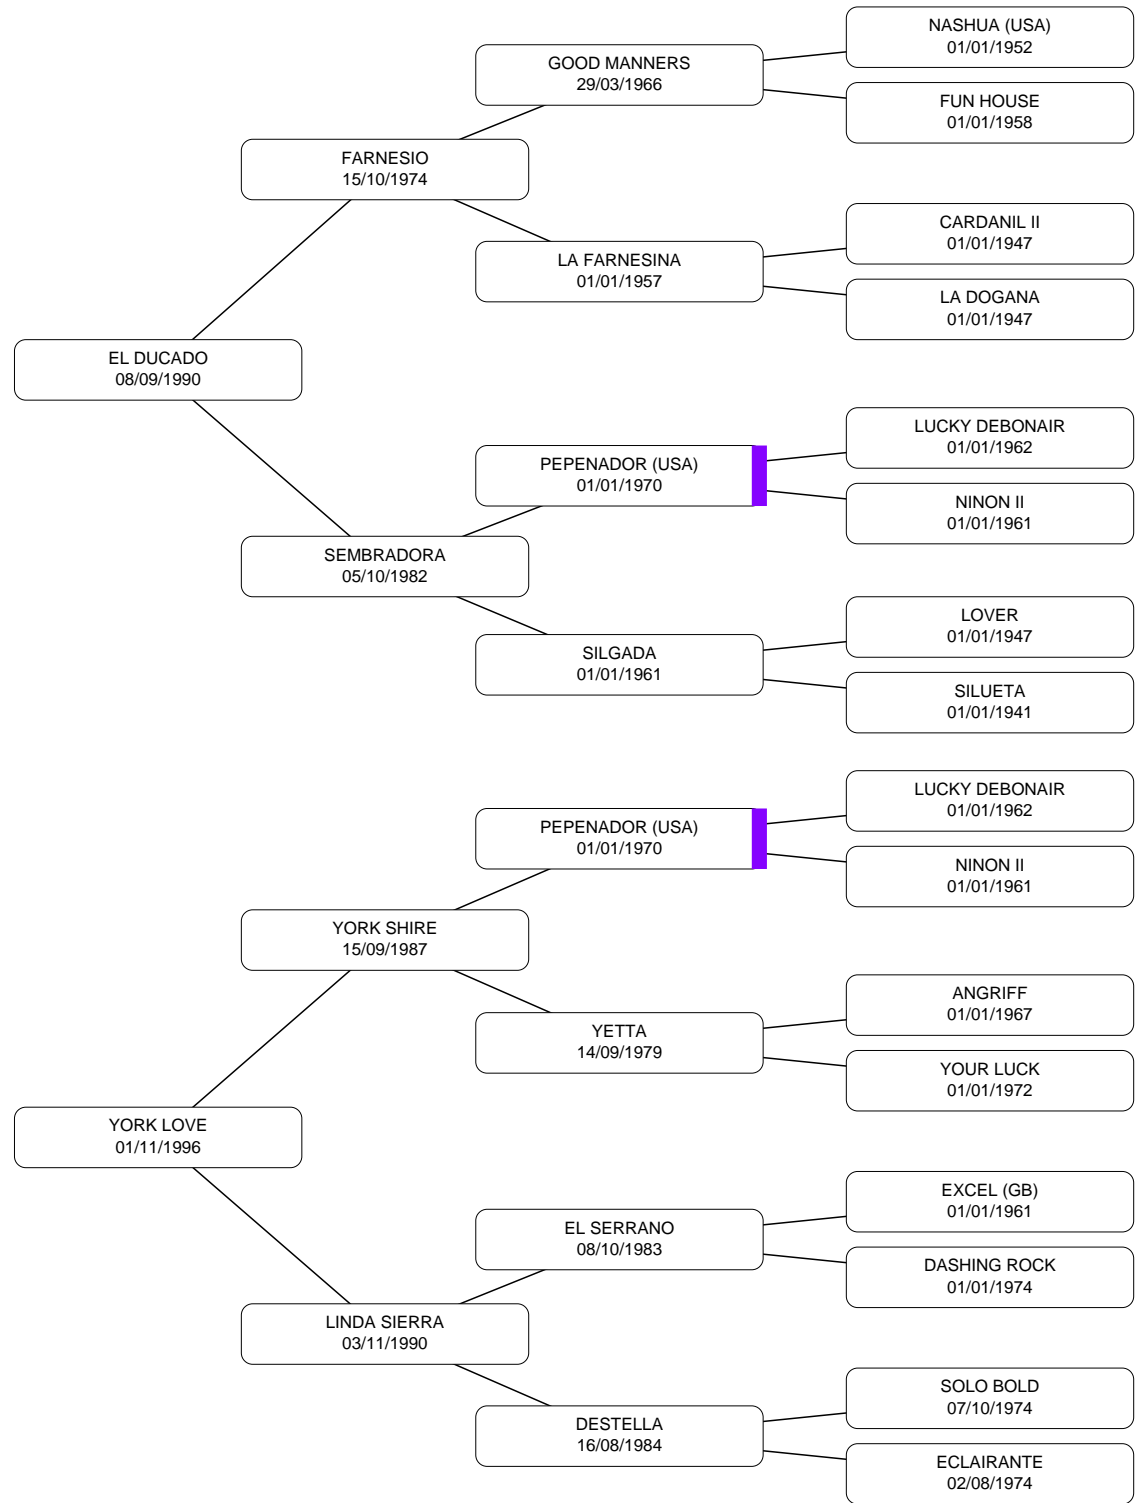 NASHUA (USA)
01/01/1952
GOOD MANNERS
29/03/1966
FUN HOUSE
01/01/1958
FARNESIO
15/10/1974
CARDANIL II
01/01/1947
LA FARNESINA
01/01/1957
LA DOGANA
01/01/1947
EL DUCADO
08/09/1990
LUCKY DEBONAIR
01/01/1962
PEPENADOR (USA)
01/01/1970
NINON II
01/01/1961
SEMBRADORA
05/10/1982
LOVER
01/01/1947
SILGADA
01/01/1961
SILUETA
01/01/1941
LUCKY DEBONAIR
01/01/1962
PEPENADOR (USA)
01/01/1970
NINON II
01/01/1961
YORK SHIRE
15/09/1987
ANGRIFF
01/01/1967
YETTA
14/09/1979
YOUR LUCK
01/01/1972
YORK LOVE
01/11/1996
EXCEL (GB)
01/01/1961
EL SERRANO
08/10/1983
DASHING ROCK
01/01/1974
LINDA SIERRA
03/11/1990
SOLO BOLD
07/10/1974
DESTELLA
16/08/1984
ECLAIRANTE
02/08/1974